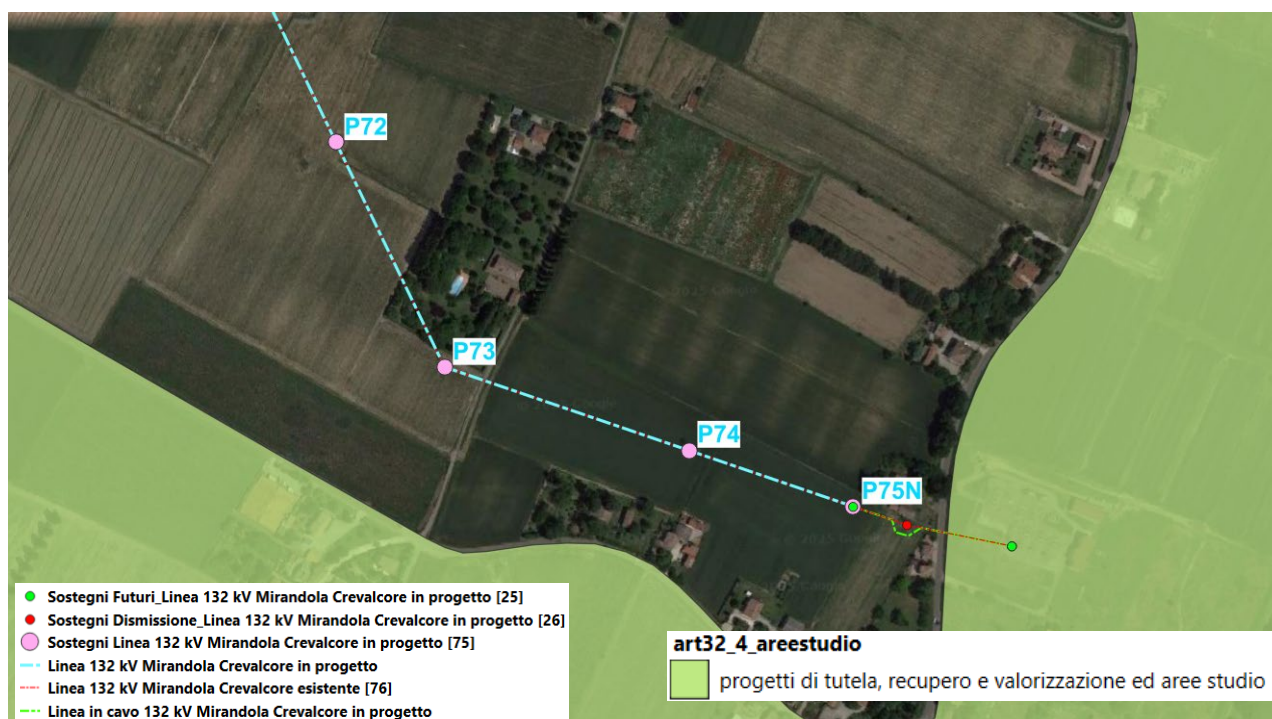 P72
P73
P74
P75N
© 2025 Google
Sostegni Futuri_Linea 132 kV Mirandola Crevalcore in progetto [25]
Sostegni Dismissione_Linea 132 kV Mirandola Crevalcore in progetto [26]
Sostegni Linea 132 kV Mirandola Crevalcore in progetto [75]
Linea 132 kV Mirandola Crevalcore in progetto
Linea 132 kV Mirandola Crevalcore esistente [76]
Linea in cavo 132 kV Mirandola Crevalcore in progetto
art32_4_areestudio
progetti di tutela, recupero e valorizzazione ed aree studio